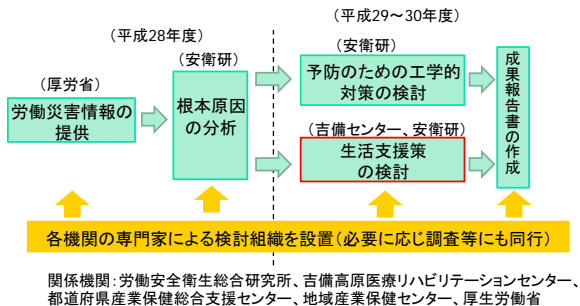 (平成28年度)
(平成29～30年度)
(厚労省)
労働災害情報の
提供
(安衛研)
根本原因
の分析
(安衛研)
予防のための工学的
対策の検討
(吉備センター、安衛研)
生活支援策
の検討
成果報告書の作成
各機関の専門家による検討組織を設置(必要に応じ調査等にも同行)
関係機関:労働安全衛生総合研究所、吉備高原医療リハビリテーションセンター、
都道府県産業保健総合支援センター、地域産業保健センター、厚生労働省